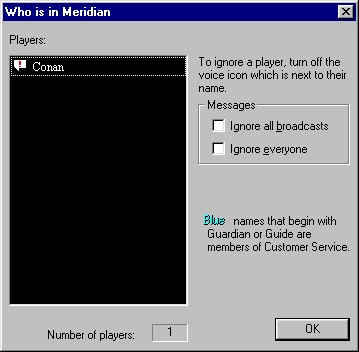 Who is in Meridian
Players:
Conan
To ignore a player, turn off the
voice icon which is next to their
name.
Messages
Ignore all broadcasts
Ignore everyone
Blue names that begin with
Guardian or Guide are
members of Customer Service.
Number of players: 1
OK